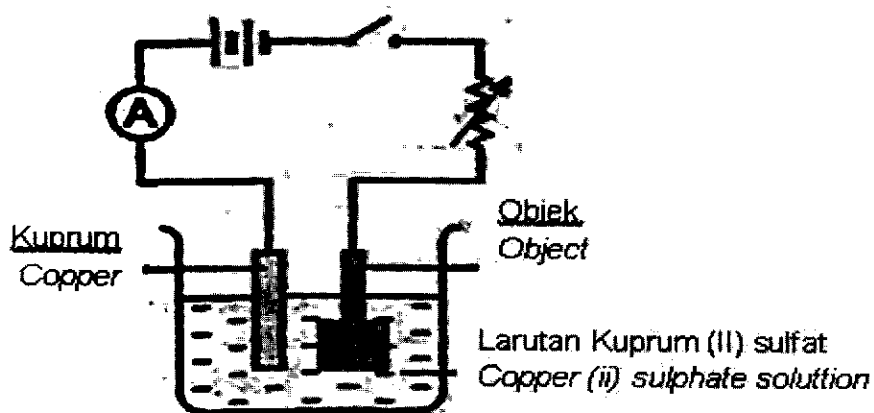 A
Kuprum
Copper
Objek
Object
Larutan Kuprum (II) sulfat
Copper (ii) sulphate soluttion